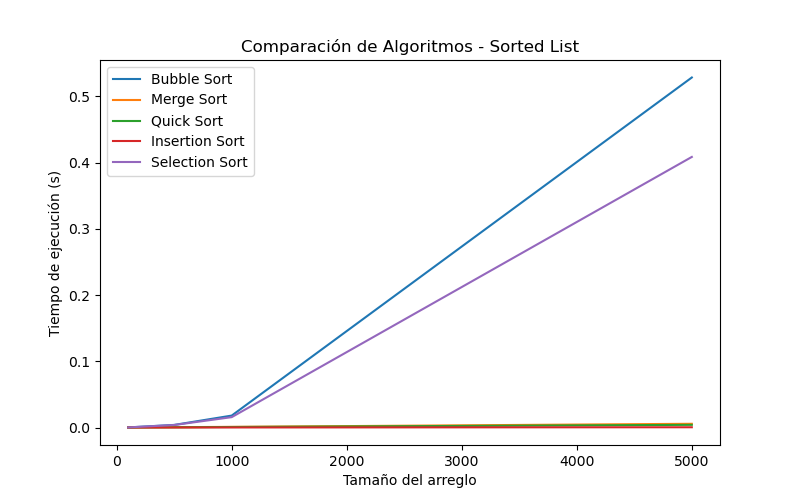 Comparación de Algoritmos - Sorted List
Bubble Sort
Merge Sort
Quick Sort
Insertion Sort
Selection Sort
Tiempo de ejecución (s)
0.5
0.4
0.3
0.2
0.1
0.0
0 1000 2000 3000 4000 5000
Tamaño del arreglo